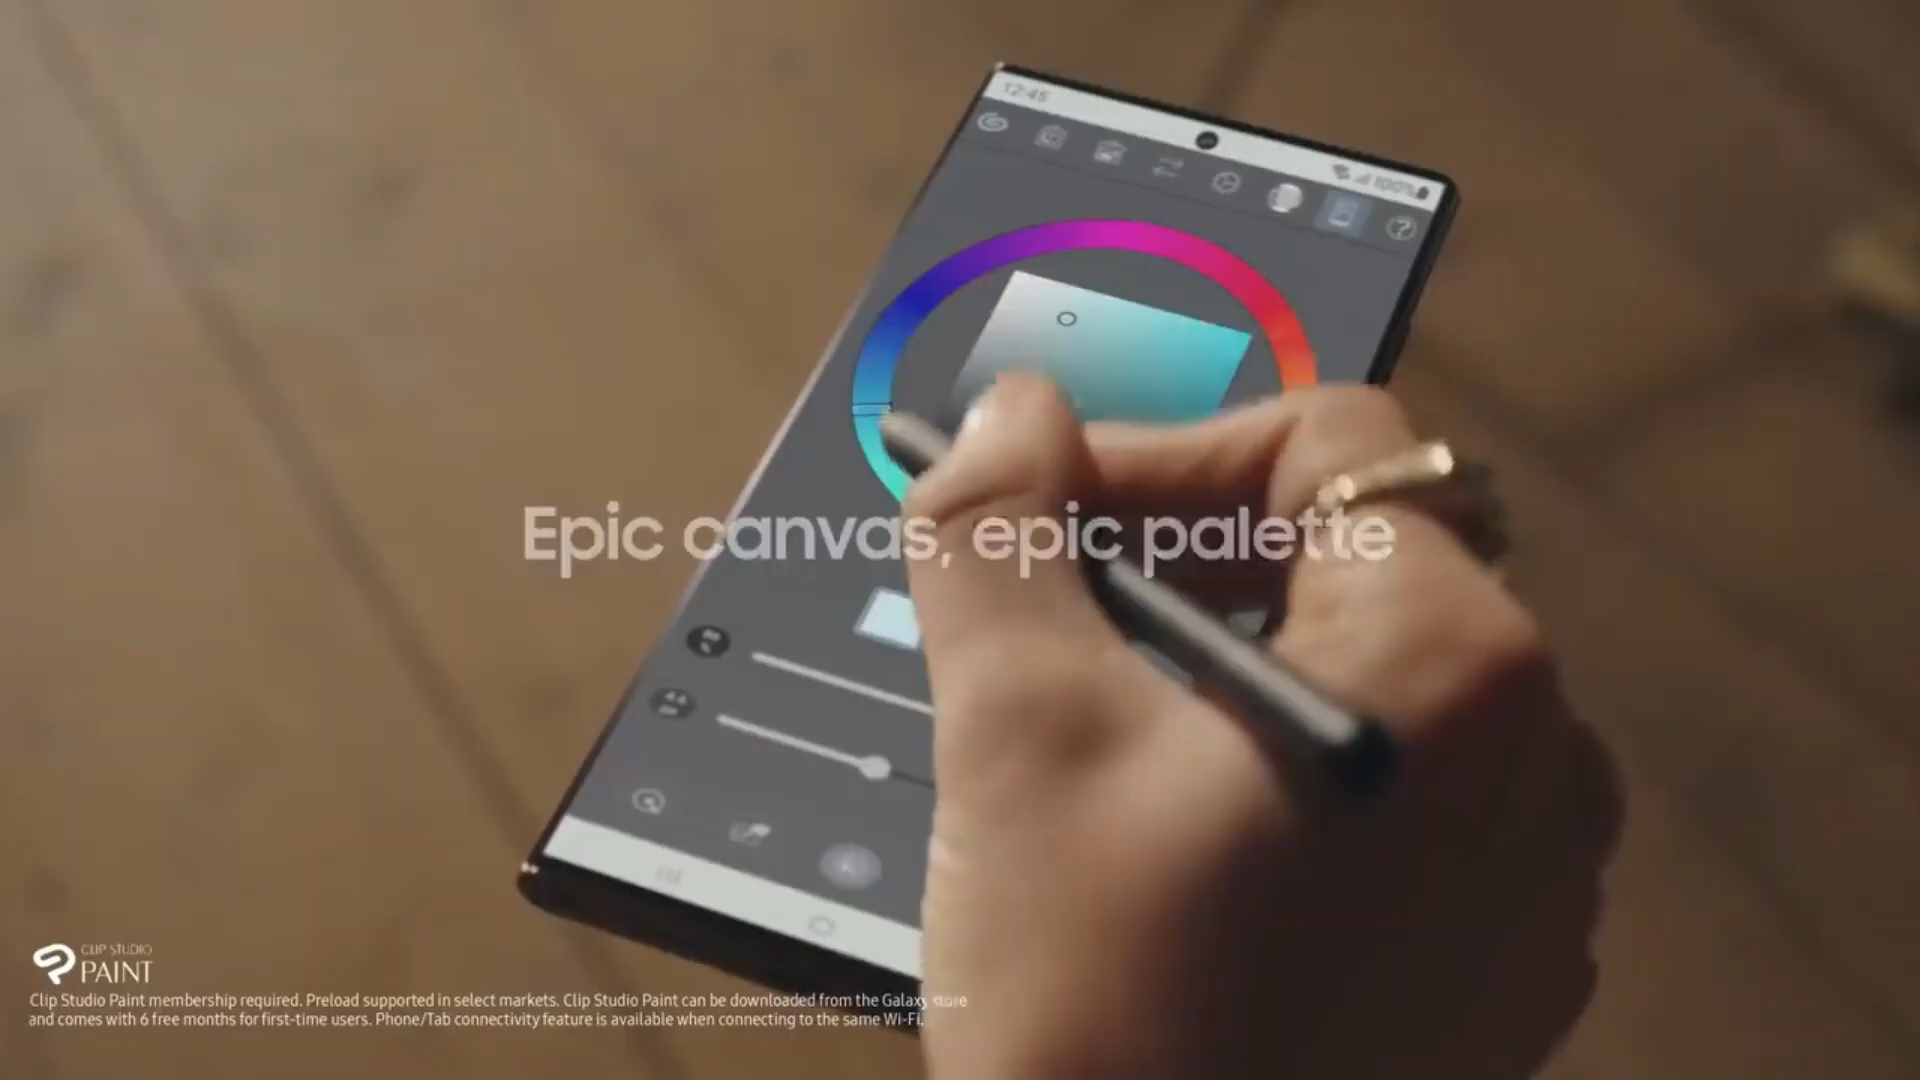 12:45
100%
Epic canvas, epic palette
CLIP STUDIO
PAINT
Clip Studio Paint membership required. Preload supported in select markets. Clip Studio Paint can be downloaded from the Galaxy store
and comes with 6 free months for first-time users. Phone/Tab connectivity feature is available when connecting to the same Wi-Fi.